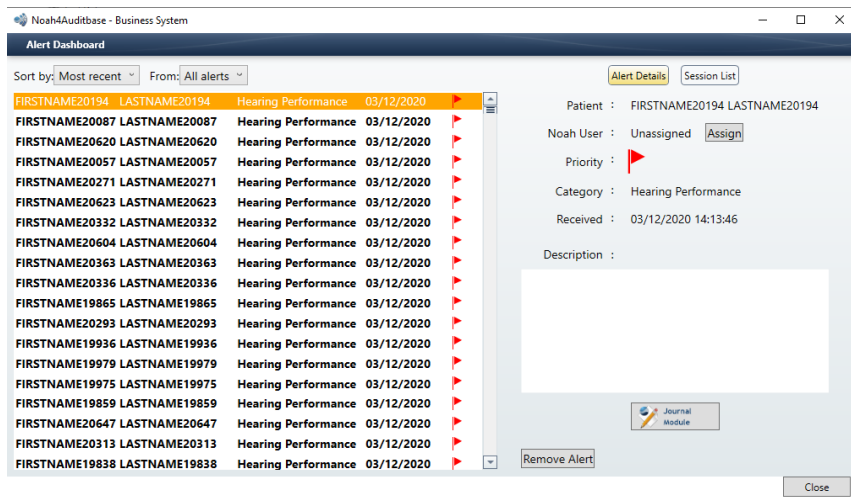 Noah4Auditbase - Business System
Alert Dashboard
Sort by: Most recent From: All alerts
Alert Details Session List
FIRSTNAME20194 LASTNAME20194 Hearing Performance 03/12/2020
FIRSTNAME20087 LASTNAME20087 Hearing Performance 03/12/2020
FIRSTNAME20620 LASTNAME20620 Hearing Performance 03/12/2020
FIRSTNAME20057 LASTNAME20057 Hearing Performance 03/12/2020
FIRSTNAME20271 LASTNAME20271 Hearing Performance 03/12/2020
FIRSTNAME20623 LASTNAME20623 Hearing Performance 03/12/2020
FIRSTNAME20332 LASTNAME20332 Hearing Performance 03/12/2020
FIRSTNAME20604 LASTNAME20604 Hearing Performance 03/12/2020
FIRSTNAME20363 LASTNAME20363 Hearing Performance 03/12/2020
FIRSTNAME20336 LASTNAME20336 Hearing Performance 03/12/2020
FIRSTNAME19865 LASTNAME19865 Hearing Performance 03/12/2020
FIRSTNAME20293 LASTNAME20293 Hearing Performance 03/12/2020
FIRSTNAME19936 LASTNAME19936 Hearing Performance 03/12/2020
FIRSTNAME19979 LASTNAME19979 Hearing Performance 03/12/2020
FIRSTNAME19975 LASTNAME19975 Hearing Performance 03/12/2020
FIRSTNAME19859 LASTNAME19859 Hearing Performance 03/12/2020
FIRSTNAME20647 LASTNAME20647 Hearing Performance 03/12/2020
FIRSTNAME20313 LASTNAME20313 Hearing Performance 03/12/2020
FIRSTNAME19838 LASTNAME19838 Hearing Performance 03/12/2020
Patient : FIRSTNAME20194 LASTNAME20194
Noah User : Unassigned Assign
Priority :
Category : Hearing Performance
Received : 03/12/2020 14:13:46
Description :
Journal
Module
Remove Alert
Close